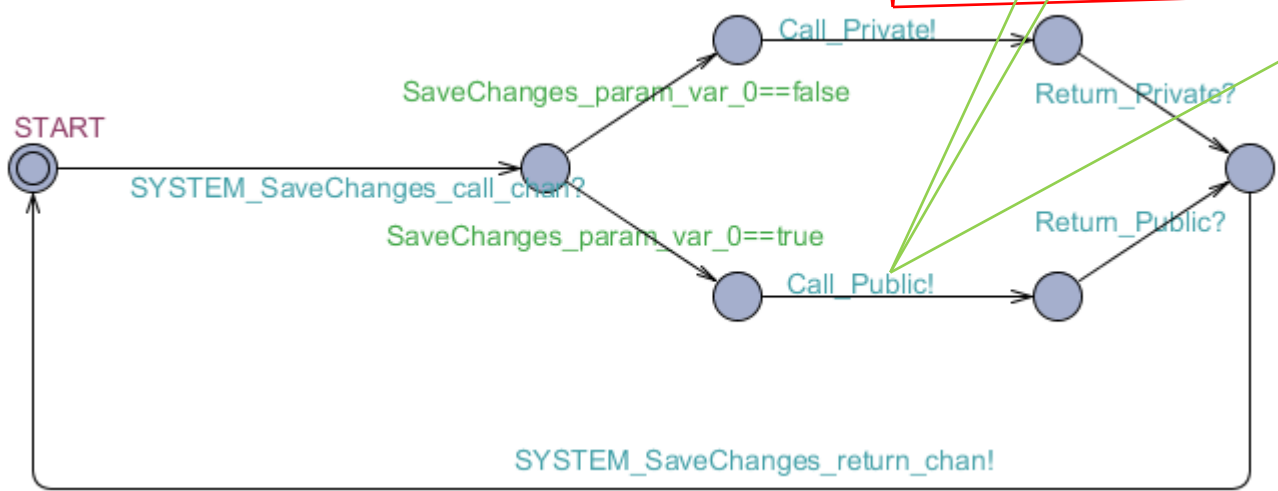 Call_Private!
SaveChanges_param_var_0==false
Return_Private?
START
SYSTEM_SaveChanges_call_chan?
SaveChanges_param_var_0==true
Return_Public?
Call_Public!
SYSTEM_SaveChanges_return_chan!